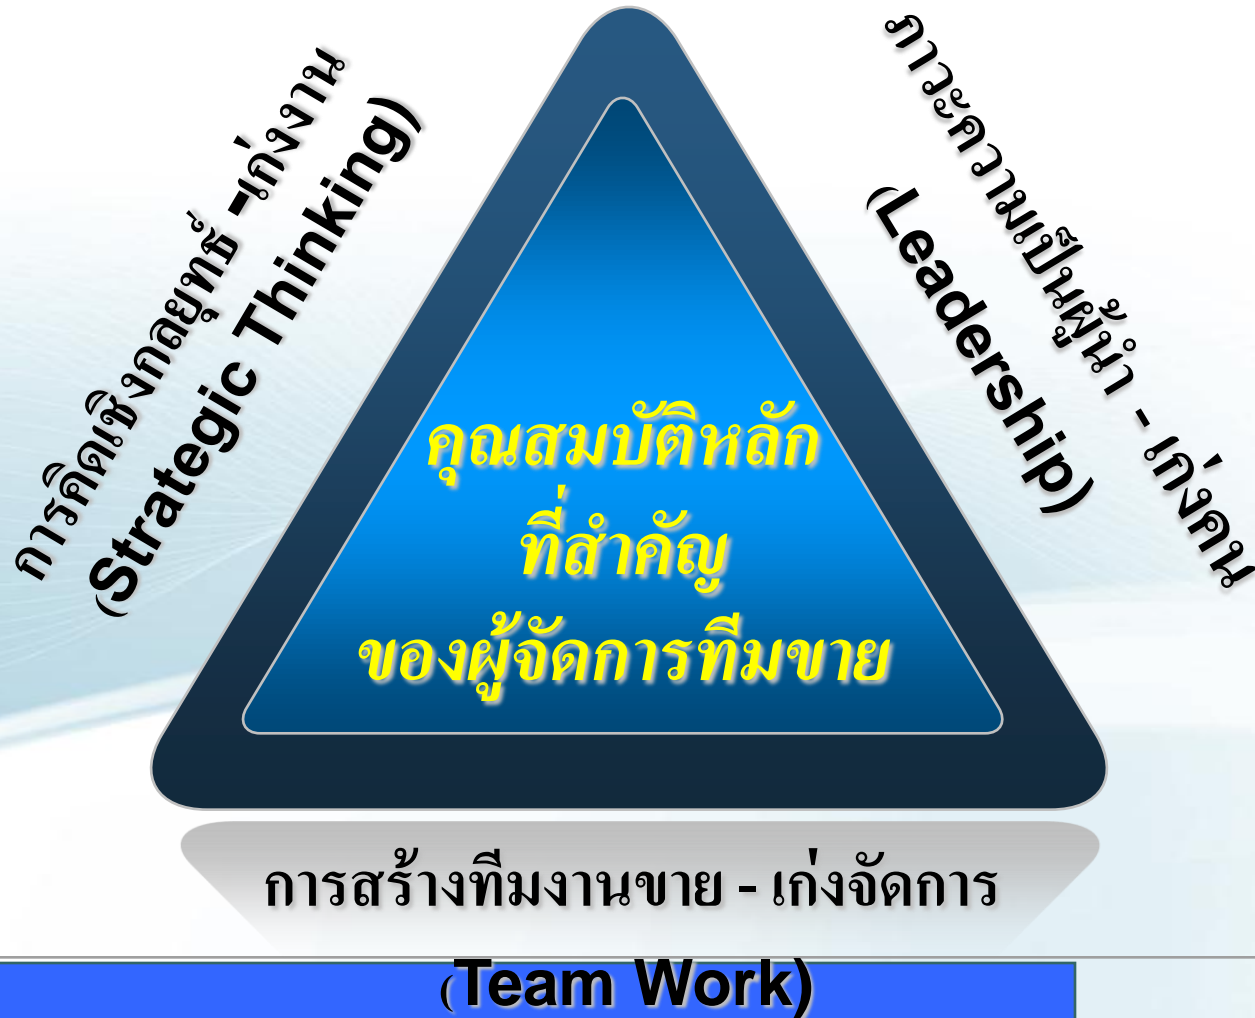 การคิดเชิงกลยุทธ์ -เก่งงาน
(Strategic Thinking)
ภาวะความเป็นผู้นำ - เก่งคน
(Leadership)
คุณสมบัติหลัก
ที่สำคัญ
ของผู้จัดการทีมขาย
การสร้างทีมงานขาย - เก่งจัดการ
(Team Work)